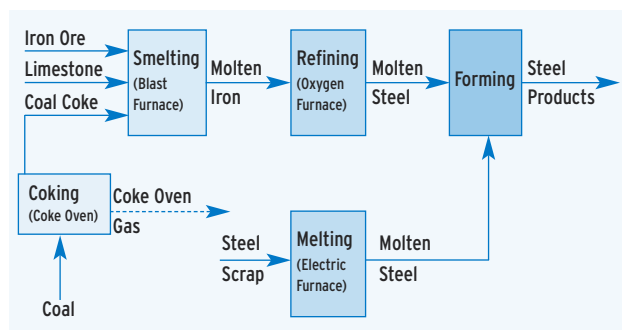 Iron Ore
Limestone
Coal Coke
Smelting
(Blast
Furnace)
Molten
Iron
Refining
(Oxygen
Furnace)
Molten
Steel
Forming
Steel
Products
Coking
(Coke Oven)
Coke Oven
Gas
Coal
Steel
Scrap
Melting
(Electric
Furnace)
Molten
Steel